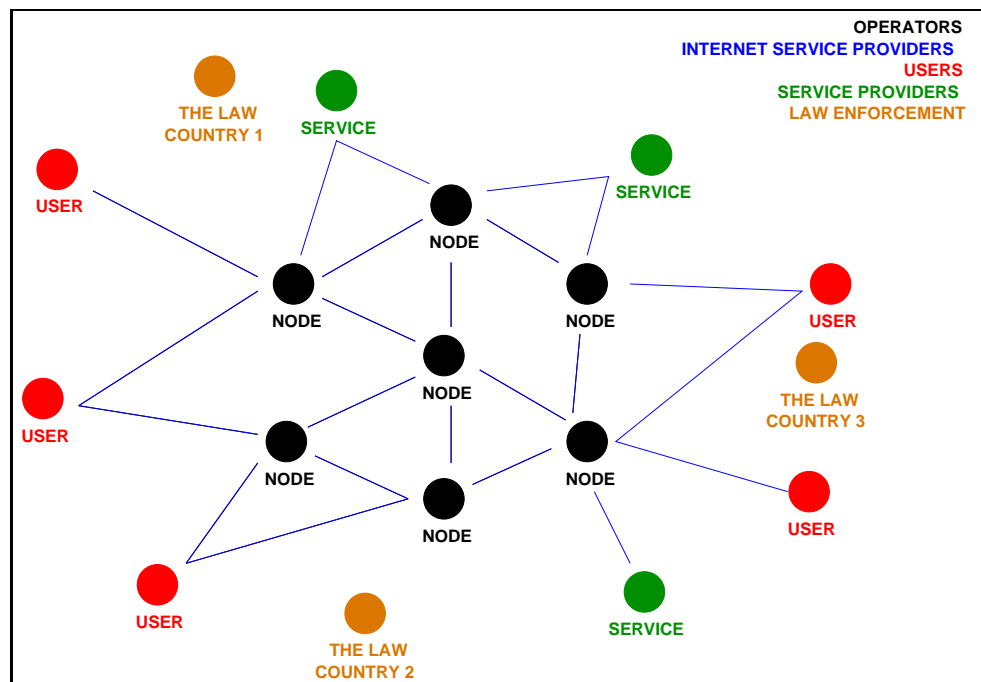 OPERATORS
INTERNET SERVICE PROVIDERS
USERS
SERVICE PROVIDERS
LAW ENFORCEMENT
THE LAW
COUNTRY 1
SERVICE
SERVICE
USER
NODE
NODE
NODE
USER
THE LAW
COUNTRY 3
NODE
USER
NODE
NODE
USER
NODE
USER
SERVICE
THE LAW
COUNTRY 2